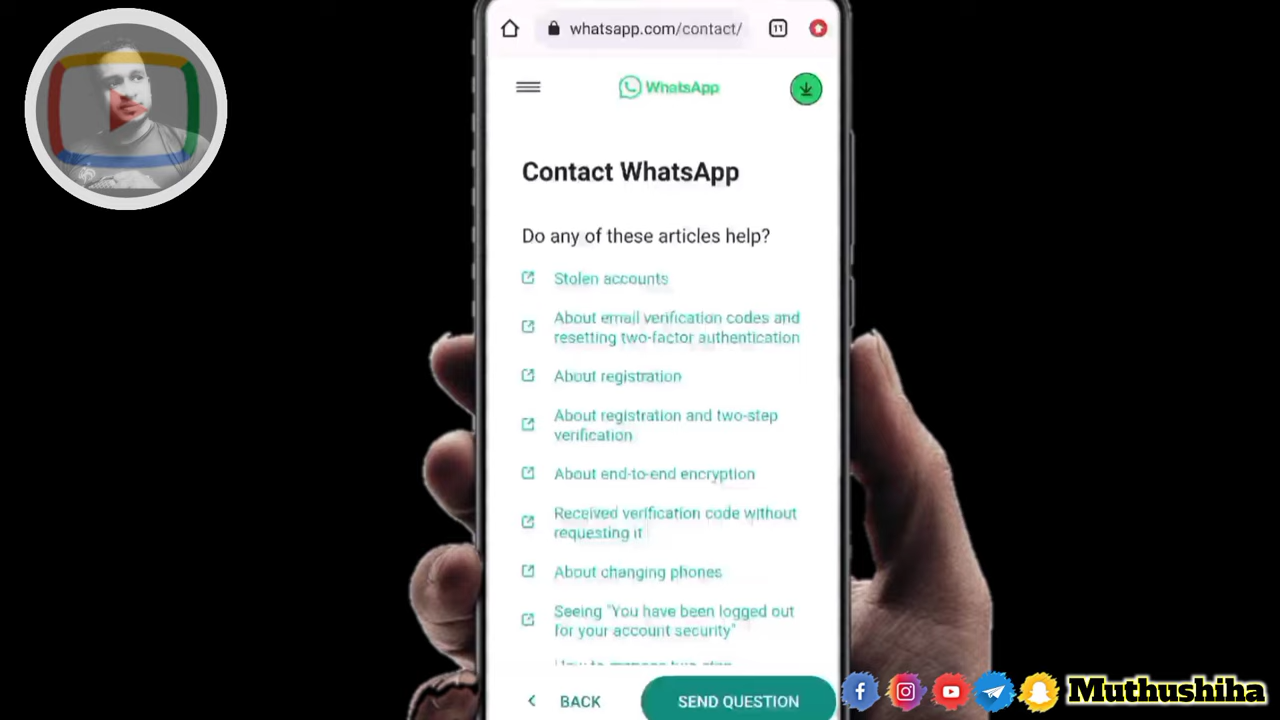 11
whatsapp.com/contact/
WhatsApp
Contact WhatsApp
Do any of these articles help?
Stolen accounts
About email verification codes and
resetting two-factor authentication
About registration
About registration and two-step
verification
About end-to-end encryption
Received verification code without
requesting it
About changing phones
Seeing "You have been logged out
for your account security"
BACK
SEND QUESTION
Muthushiha